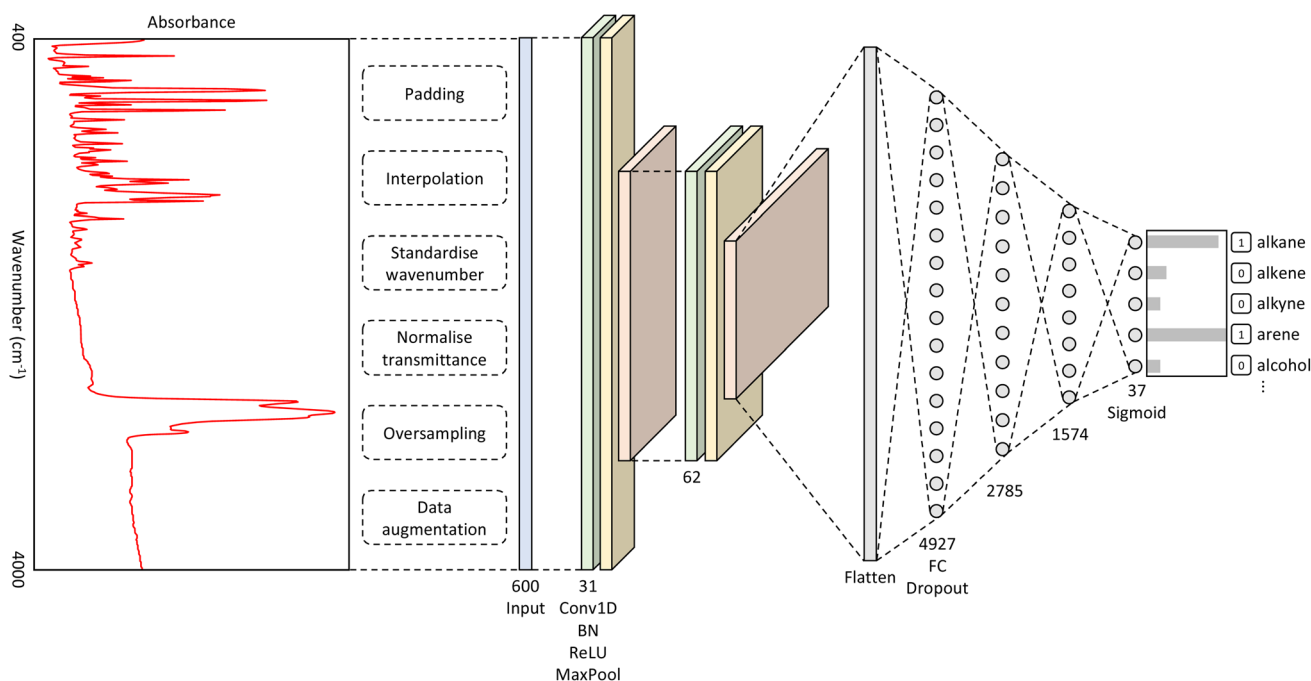 Absorbance
400
Wavenumber (cm⁻¹)
4000
Padding
Interpolation
Standardise
wavenumber
Normalise
transmittance
Oversampling
Data
augmentation
600
Input
31
Conv1D
BN
ReLU
MaxPool
62
Flatten
4927
FC
Dropout
2785
1574
37
Sigmoid
1 alkane
0 alkene
0 alkyne
1 arene
0 alcohol
⋮